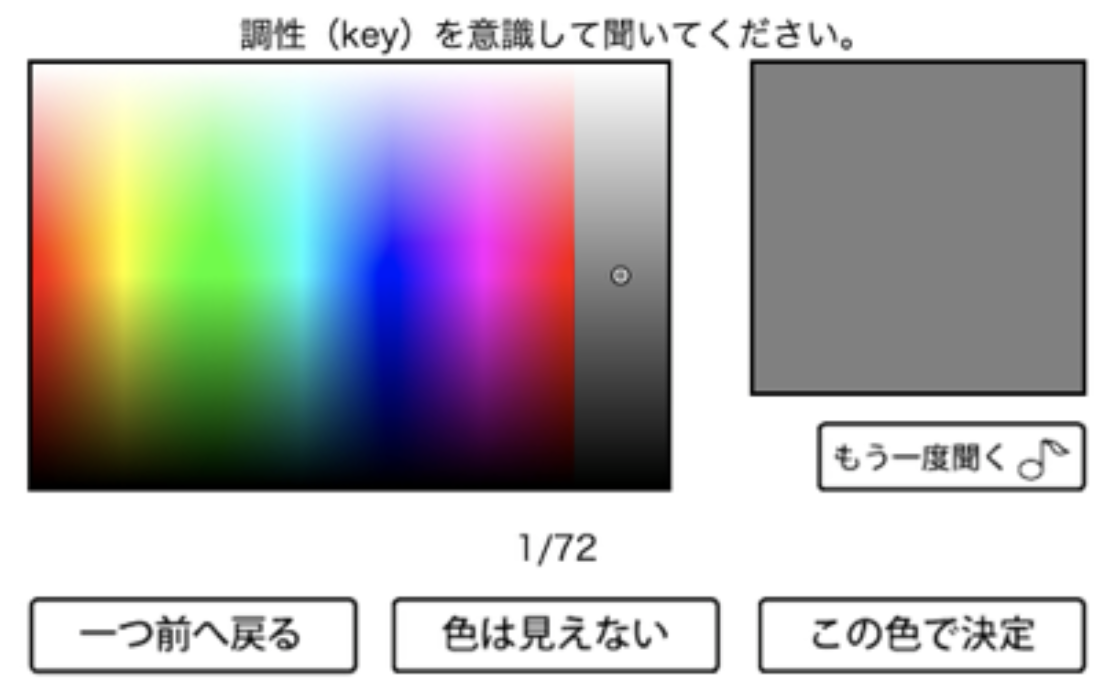 調性（key）を意識して聞いてください。
もう一度聞く
1/72
一つ前へ戻る
色は見えない
この色で決定